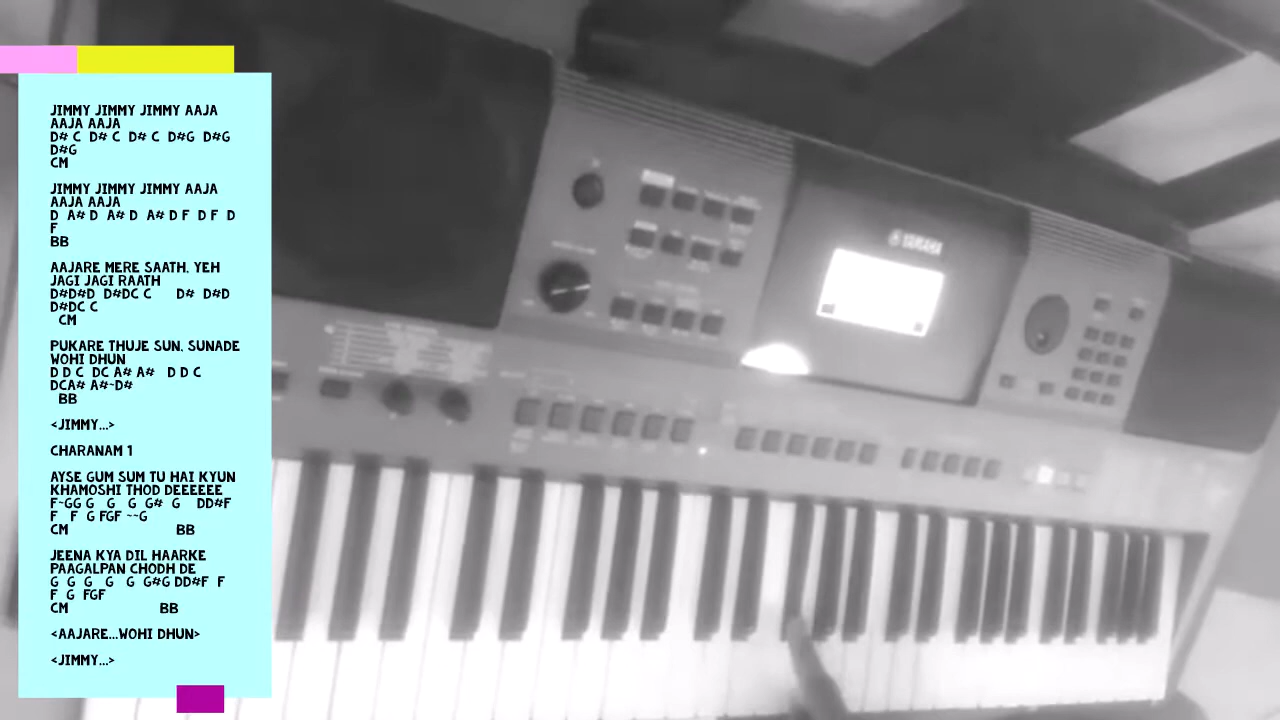 JIMMY JIMMY JIMMY AAJA
AAJA AAJA
D# C D# C D# C D#G D#G
D#G
CM
JIMMY JIMMY JIMMY AAJA
AAJA AAJA
D A# D A# D A# D F D F D
F
BB
AAJARE MERE SAATH. YEH
JAGI JAGI RAATH
D#D#D D#DC C D# D#D
D#DC C
CM
PUKARE THUJE SUN. SUNADE
WOHI DHUN
D D C DC A# A# D D C
DCA# A#~D#
BB
<JIMMY...>
CHARANAM 1
AYSE GUM SUM TU HAI KYUN
KHAMOSHI THOD DEEEEEE
F~GG G G G G# G DD#F
F F G FGF ~~G
CM BB
JEENA KYA DIL HAARKE
PAAGALPAN CHODH DE
G G G G G G#G DD#F F
F G FGF
CM BB
<AAJARE...WOHI DHUN>
<JIMMY...>